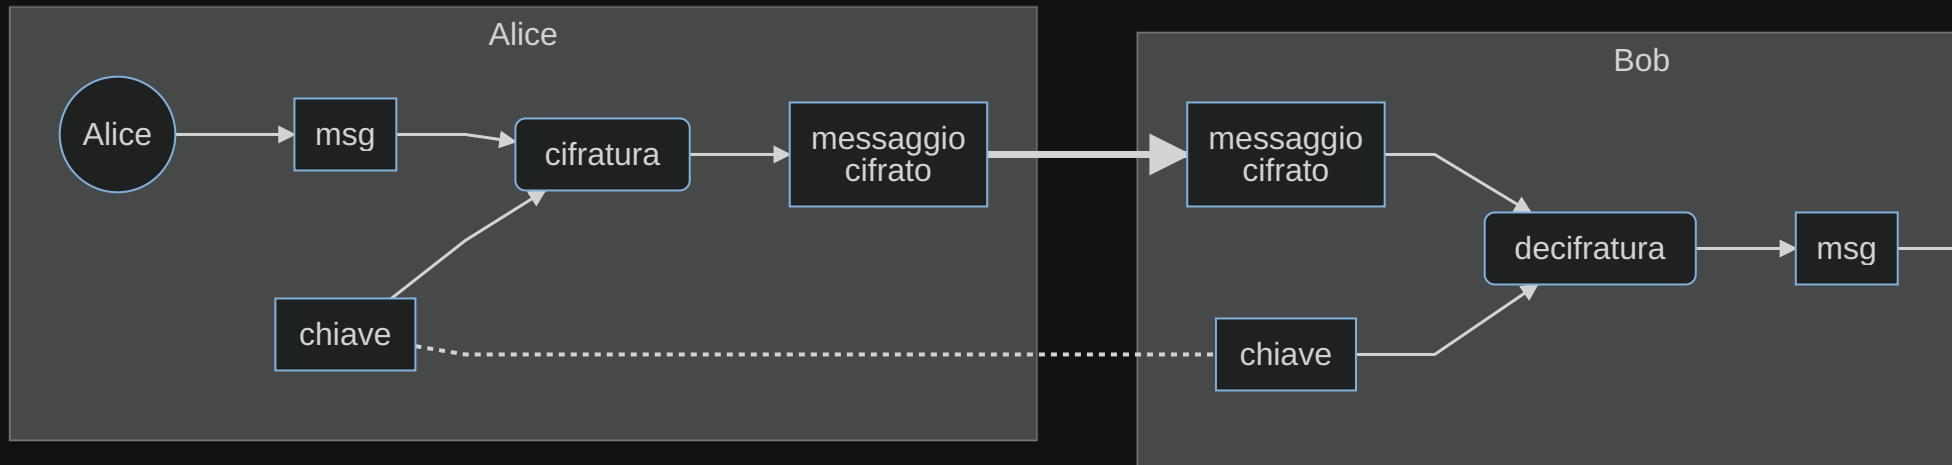 Alice
Alice
msg
cifratura
messaggio
cifrato
chiave
Bob
messaggio
cifrato
decifratura
msg
chiave